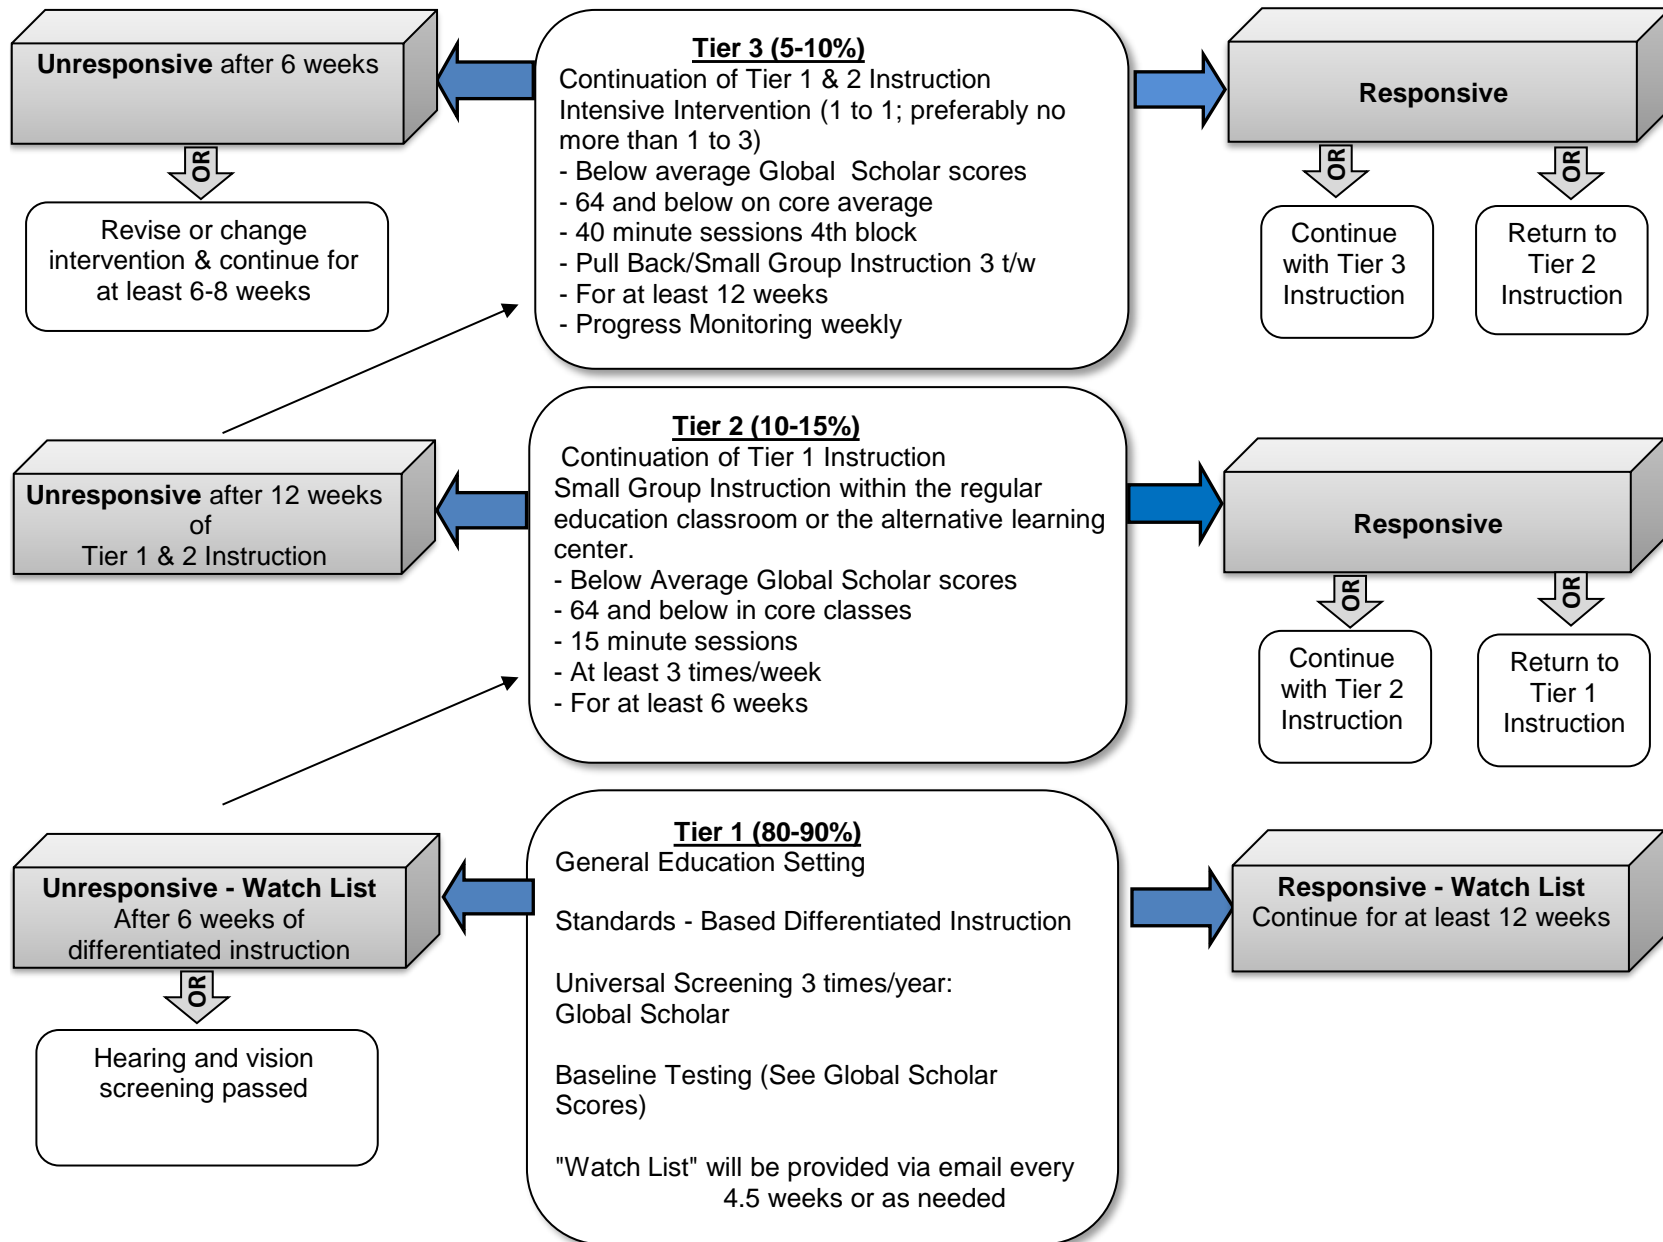 Unresponsive after 6 weeks
OR
Revise or change
intervention & continue for
at least 6-8 weeks
Tier 3 (5-10%)
Continuation of Tier 1 & 2 Instruction
Intensive Intervention (1 to 1; preferably no
more than 1 to 3)
- Below average Global  Scholar scores
- 64 and below on core average
- 40 minute sessions 4th block
- Pull Back/Small Group Instruction 3 t/w
- For at least 12 weeks
- Progress Monitoring weekly
Responsive
OR
OR
Continue
with Tier 3
Instruction
Return to
Tier 2
Instruction
Unresponsive after 12 weeks
of
Tier 1 & 2 Instruction
Tier 2 (10-15%)
Continuation of Tier 1 Instruction
Small Group Instruction within the regular
education classroom or the alternative learning
center.
- Below Average Global Scholar scores
- 64 and below in core classes
- 15 minute sessions
- At least 3 times/week
- For at least 6 weeks
Responsive
OR
OR
Continue
with Tier 2
Instruction
Return to
Tier 1
Instruction
Unresponsive - Watch List
After 6 weeks of
differentiated instruction
OR
Hearing and vision
screening passed
Tier 1 (80-90%)
General Education Setting
Standards - Based Differentiated Instruction
Universal Screening 3 times/year:
Global Scholar
Baseline Testing (See Global Scholar
Scores)
"Watch List" will be provided via email every
4.5 weeks or as needed
Responsive - Watch List
Continue for at least 12 weeks